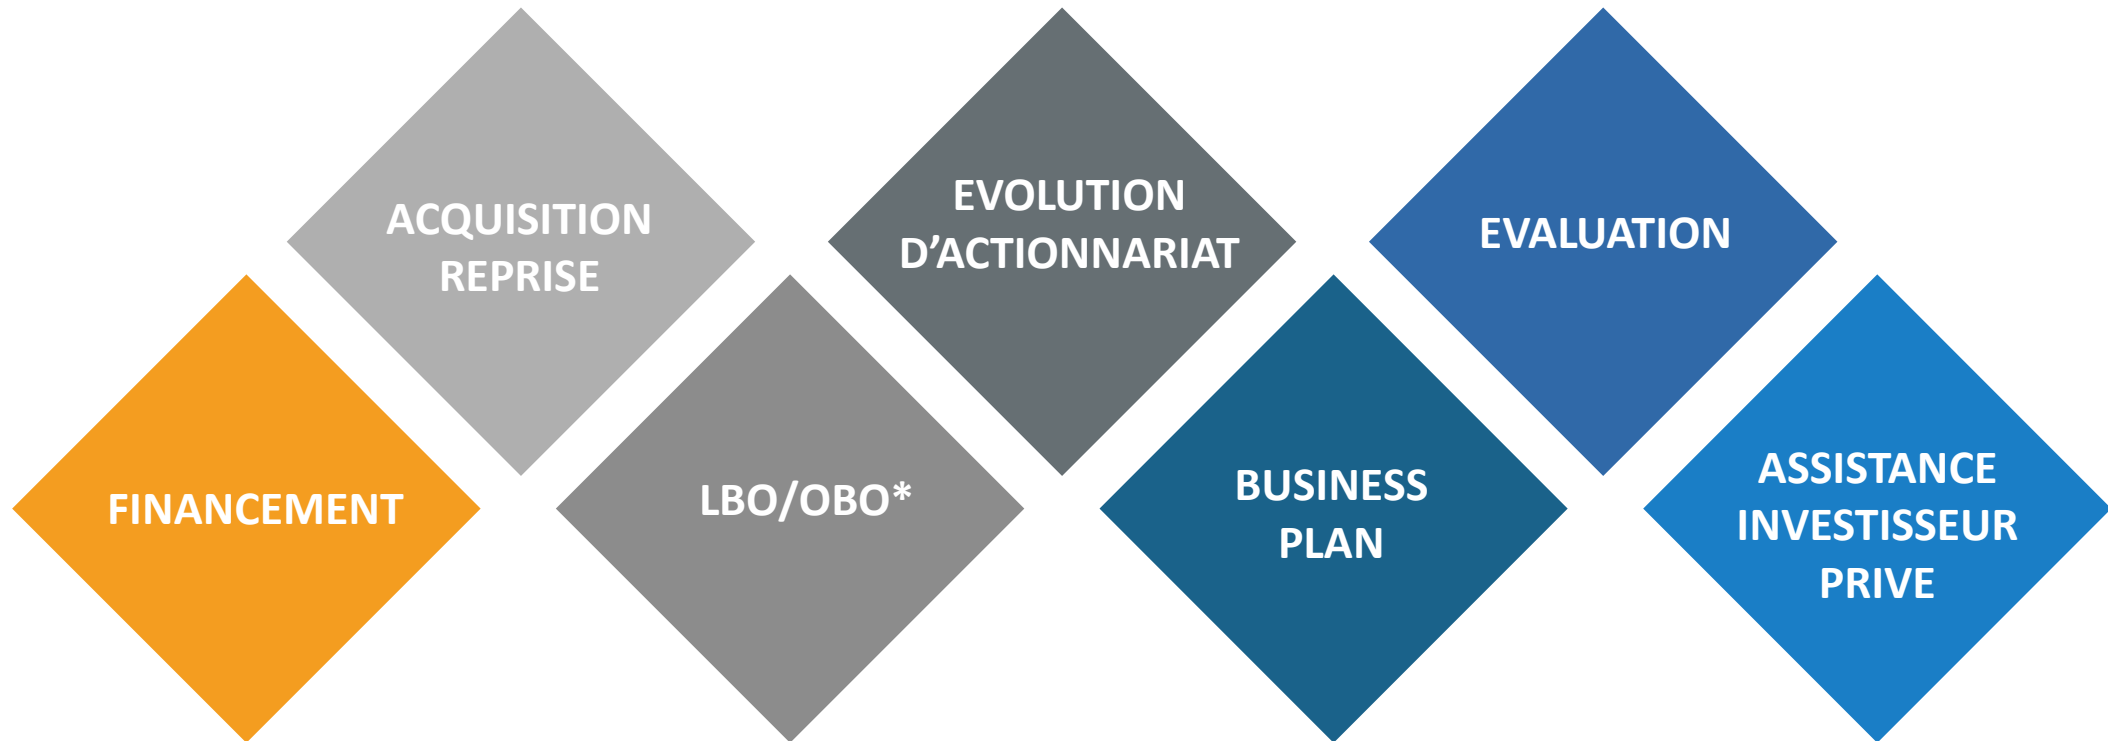 ACQUISITION
REPRISE
EVOLUTION
D’ACTIONNARIAT
EVALUATION
FINANCEMENT
LBO/OBO*
BUSINESS
PLAN
ASSISTANCE
INVESTISSEUR
PRIVE